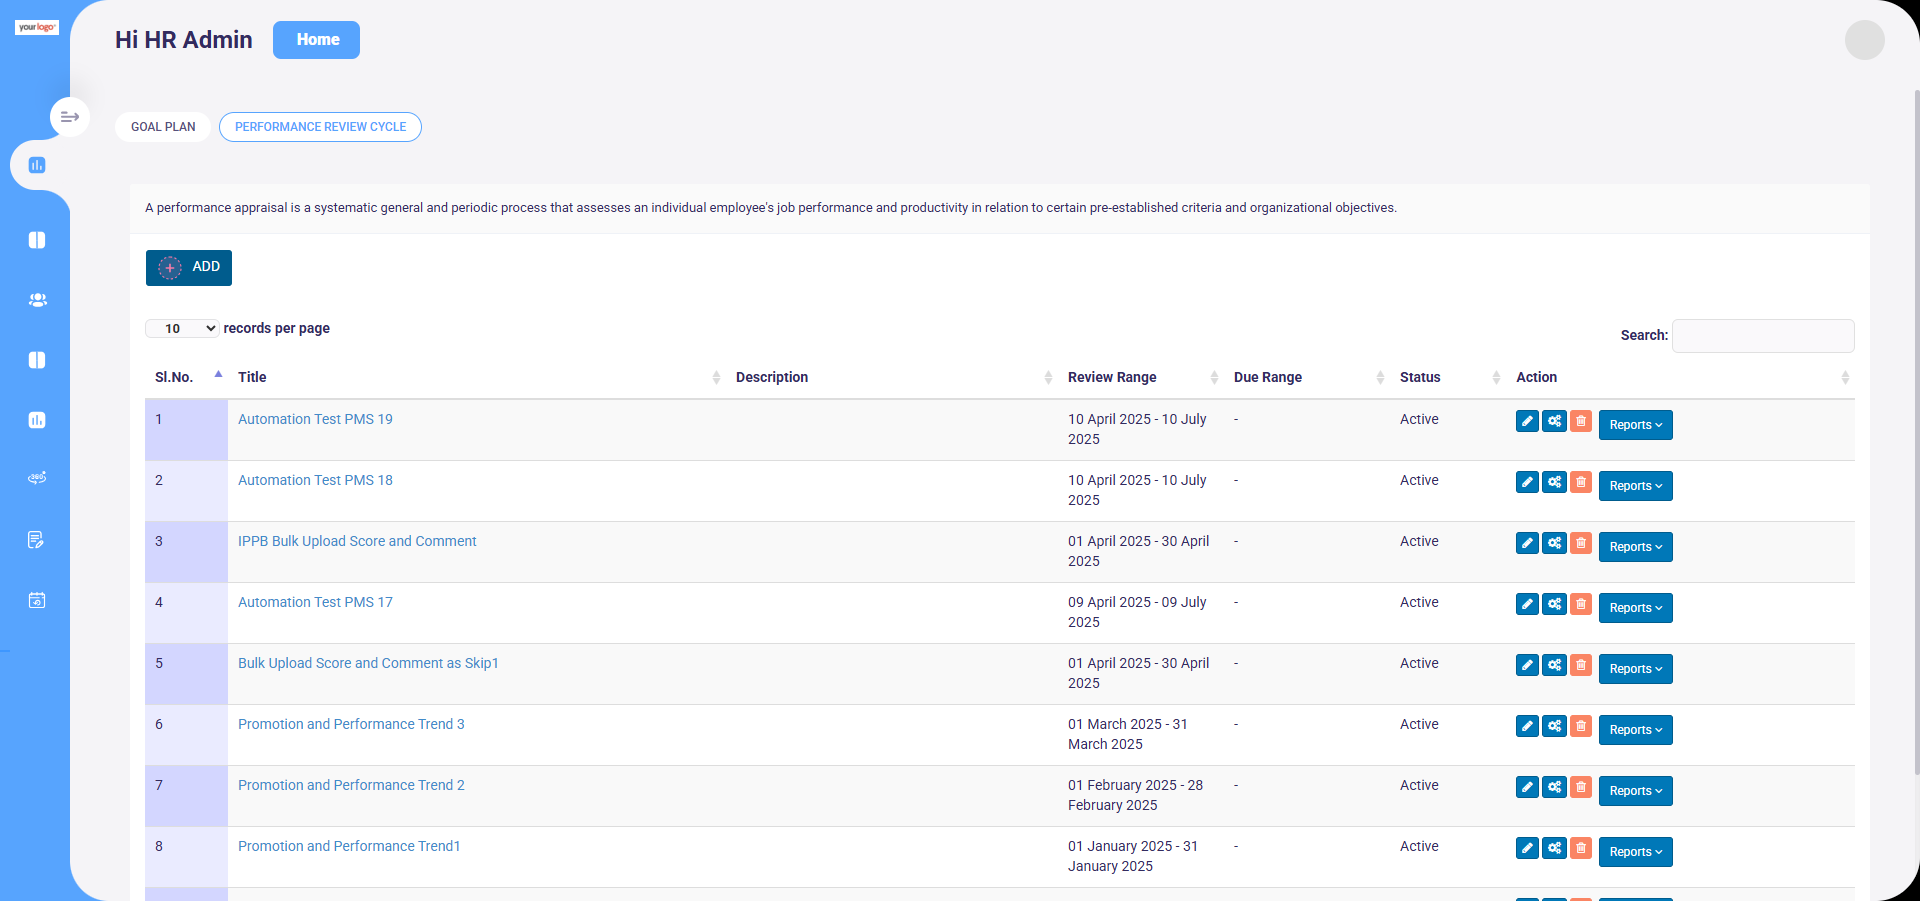 yourlogo
Hi HR Admin
Home
GOAL PLAN
PERFORMANCE REVIEW CYCLE
A performance appraisal is a systematic general and periodic process that assesses an individual employee's job performance and productivity in relation to certain pre-established criteria and organizational objectives.
+ ADD
10 records per page
Search:
Sl.No. Title Description Review Range Due Range Status Action
1 Automation Test PMS 19 10 April 2025 - 10 July - Active Reports
2025
2 Automation Test PMS 18 10 April 2025 - 10 July - Active Reports
2025
3 IPPB Bulk Upload Score and Comment 01 April 2025 - 30 April - Active Reports
2025
4 Automation Test PMS 17 09 April 2025 - 09 July - Active Reports
2025
5 Bulk Upload Score and Comment as Skip1 01 April 2025 - 30 April - Active Reports
2025
6 Promotion and Performance Trend 3 01 March 2025 - 31 - Active Reports
March 2025
7 Promotion and Performance Trend 2 01 February 2025 - 28 - Active Reports
February 2025
8 Promotion and Performance Trend1 01 January 2025 - 31 - Active Reports
January 2025
360